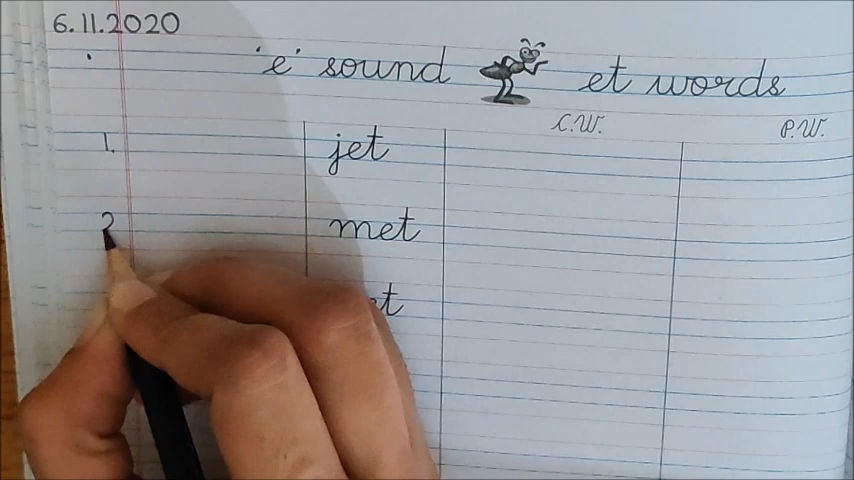 6.11.2020
'e' sound et words
C.W. P.W.
1. jet
2 met